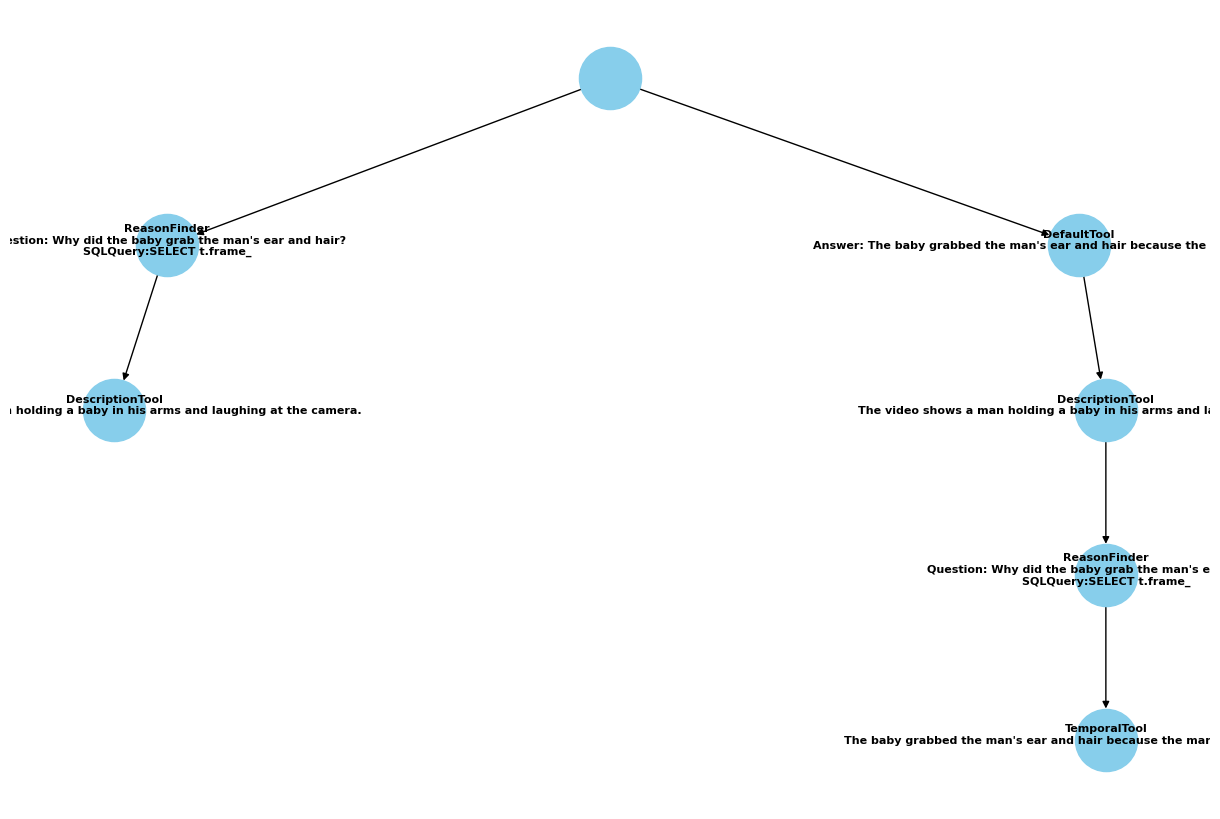 ReasonFinder
estion: Why did the baby grab the man's ear and hair?
SQLQuery:SELECT t.frame_
DefaultTool
Answer: The baby grabbed the man's ear and hair because the
DescriptionTool
holding a baby in his arms and laughing at the camera.
DescriptionTool
The video shows a man holding a baby in his arms and la
ReasonFinder
Question: Why did the baby grab the man's e
SQLQuery:SELECT t.frame_
TemporalTool
The baby grabbed the man's ear and hair because the man